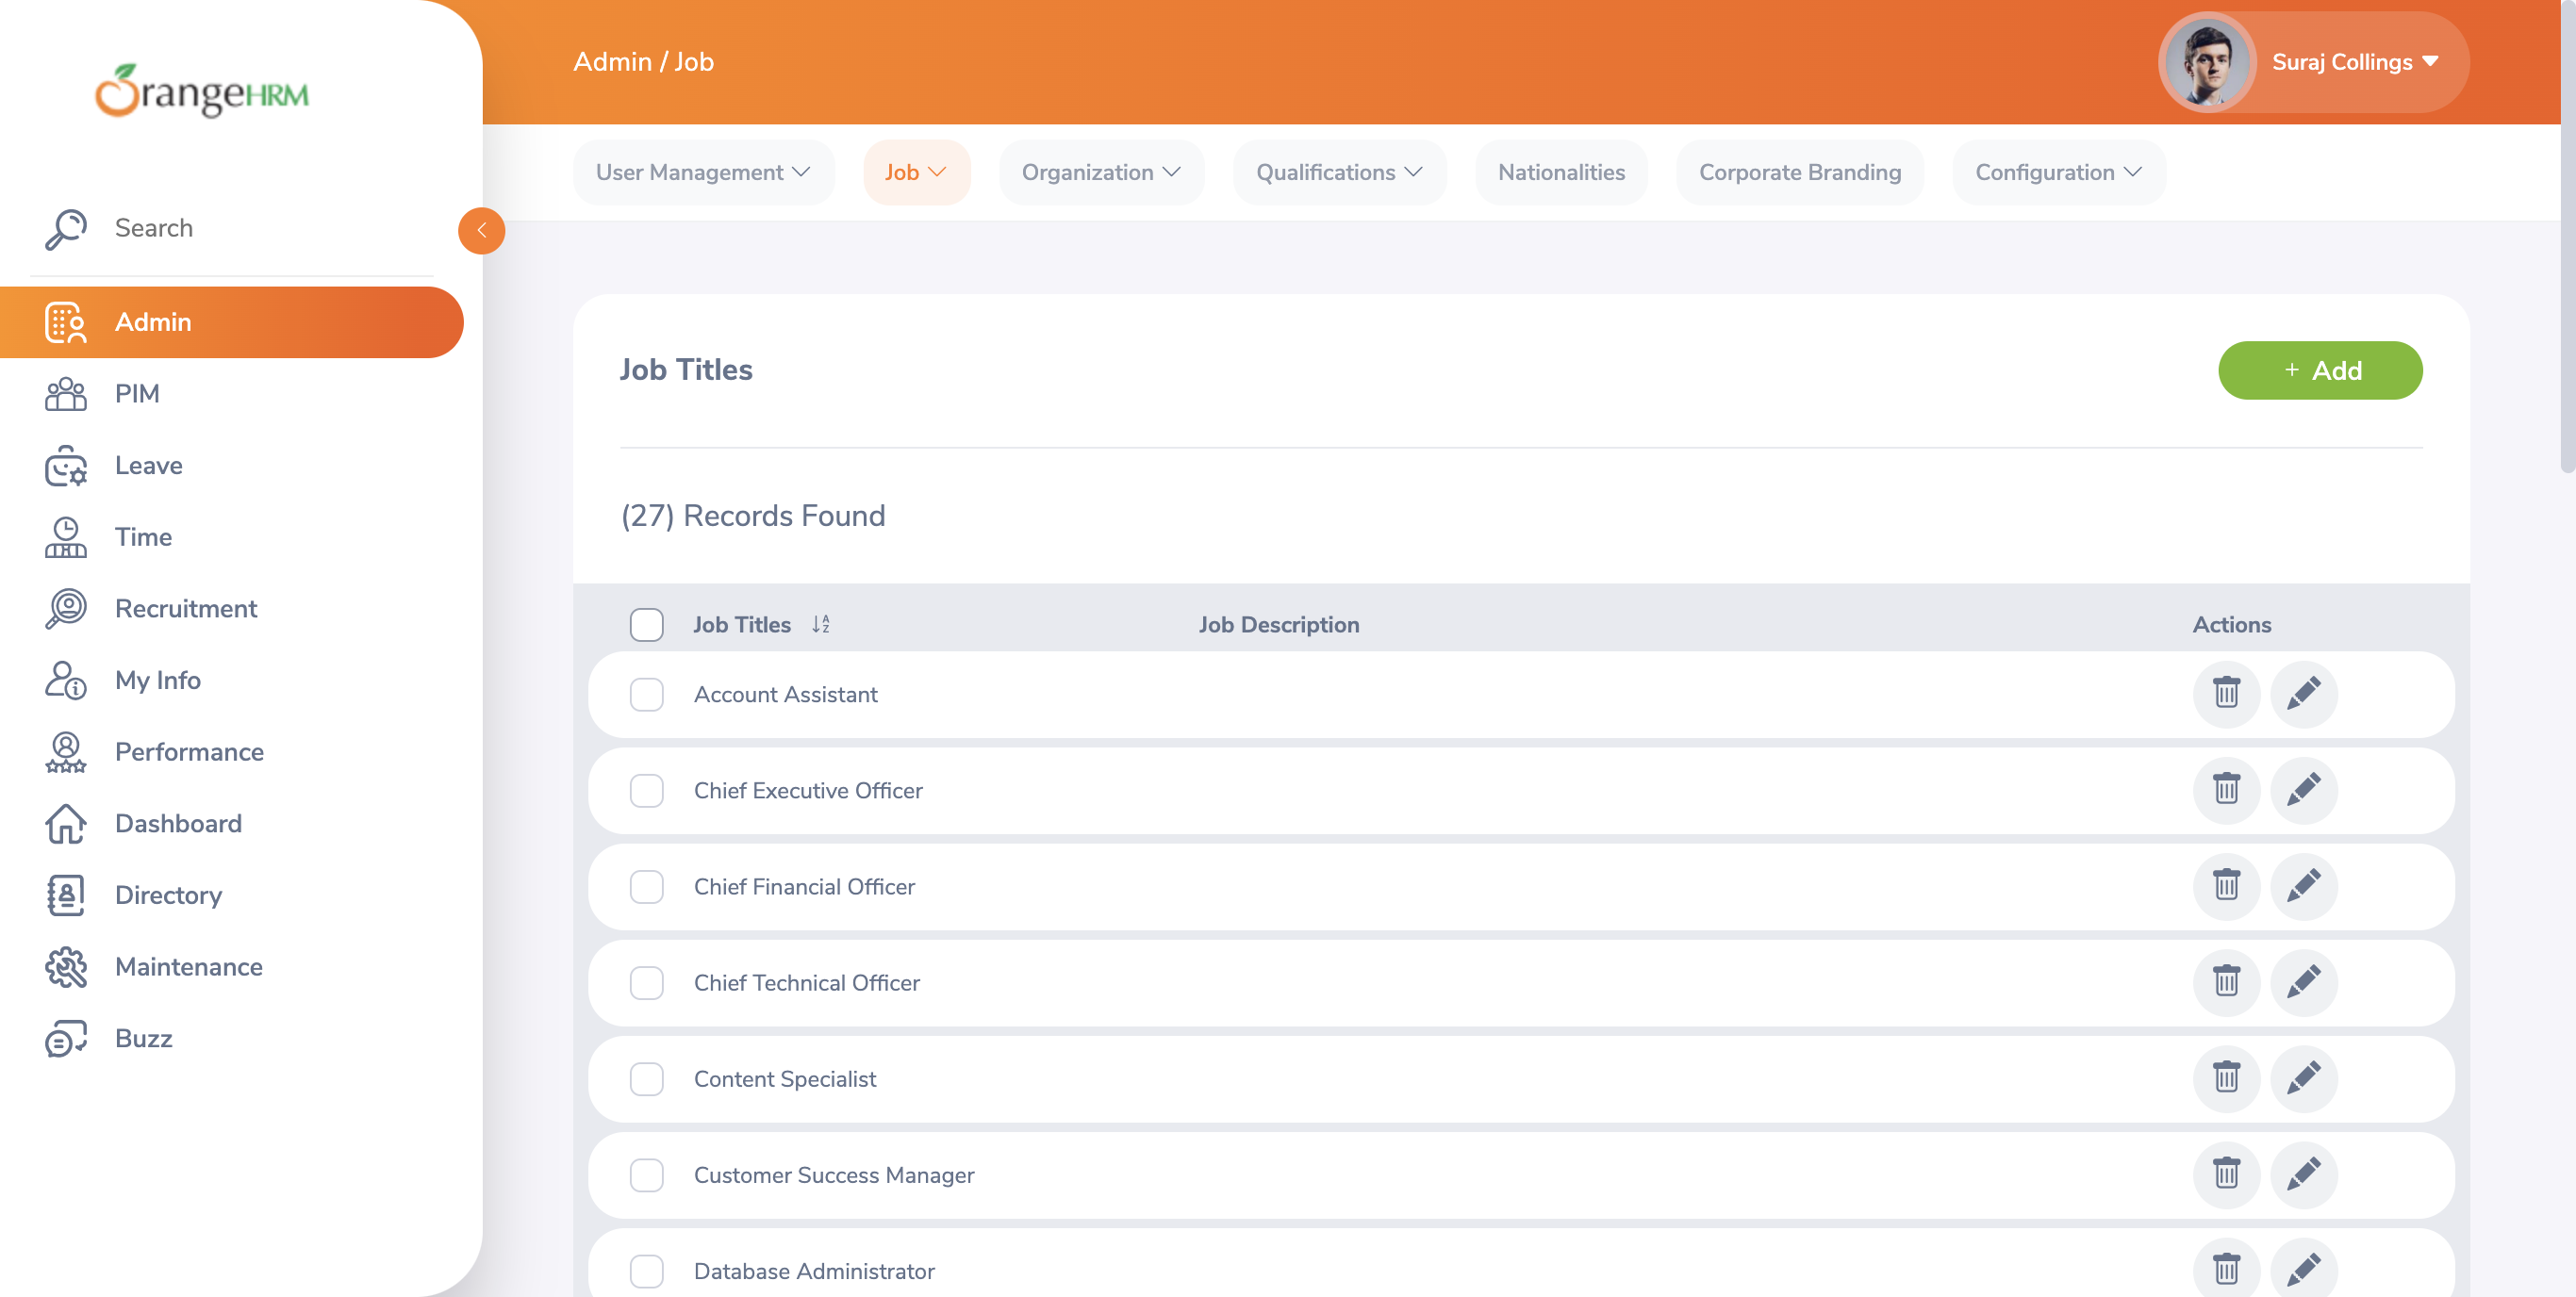 OrangeHRM
Search
Admin
PIM
Leave
Time
Recruitment
My Info
Performance
Dashboard
Directory
Maintenance
Buzz
Admin / Job
Suraj Collings
User Management
Job
Organization
Qualifications
Nationalities
Corporate Branding
Configuration
Job Titles
+ Add
(27) Records Found
Job Titles
Job Description
Actions
Account Assistant
Chief Executive Officer
Chief Financial Officer
Chief Technical Officer
Content Specialist
Customer Success Manager
Database Administrator